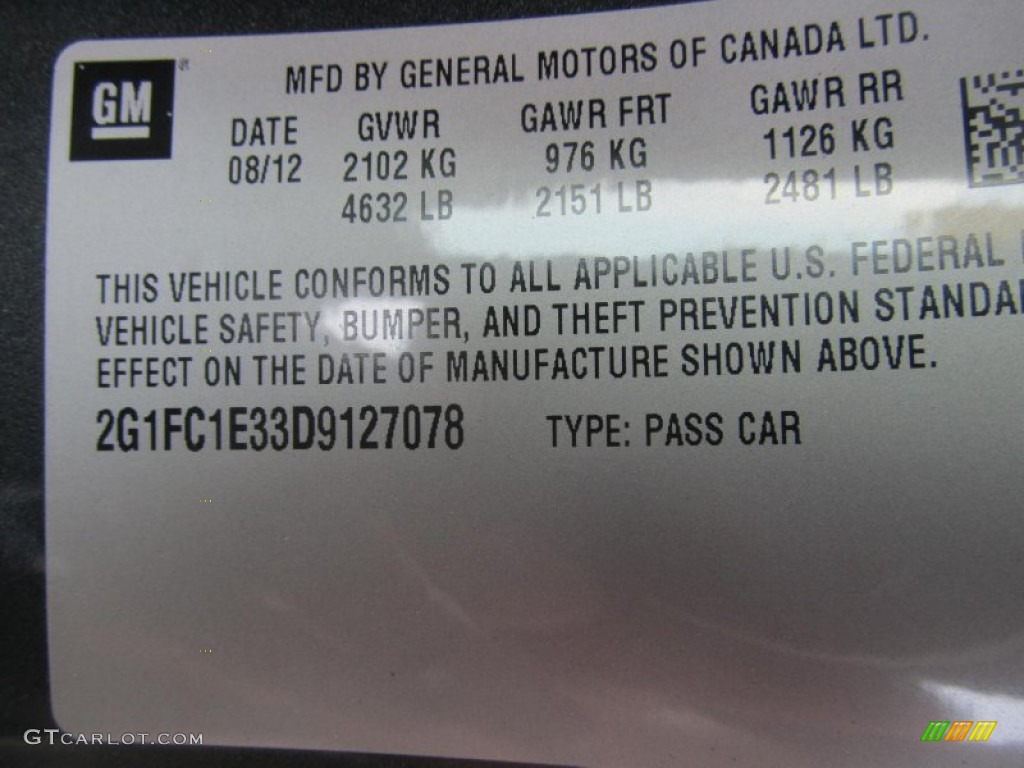 GM ®
MFD BY GENERAL MOTORS OF CANADA LTD.
DATE GVWR GAWR FRT GAWR RR
08/12 2102 KG 976 KG 1126 KG
4632 LB 2151 LB 2481 LB
THIS VEHICLE CONFORMS TO ALL APPLICABLE U.S. FEDERAL
VEHICLE SAFETY, BUMPER, AND THEFT PREVENTION STANDA
EFFECT ON THE DATE OF MANUFACTURE SHOWN ABOVE.
2G1FC1E33D9127078 TYPE: PASS CAR
GTCARLOT.COM